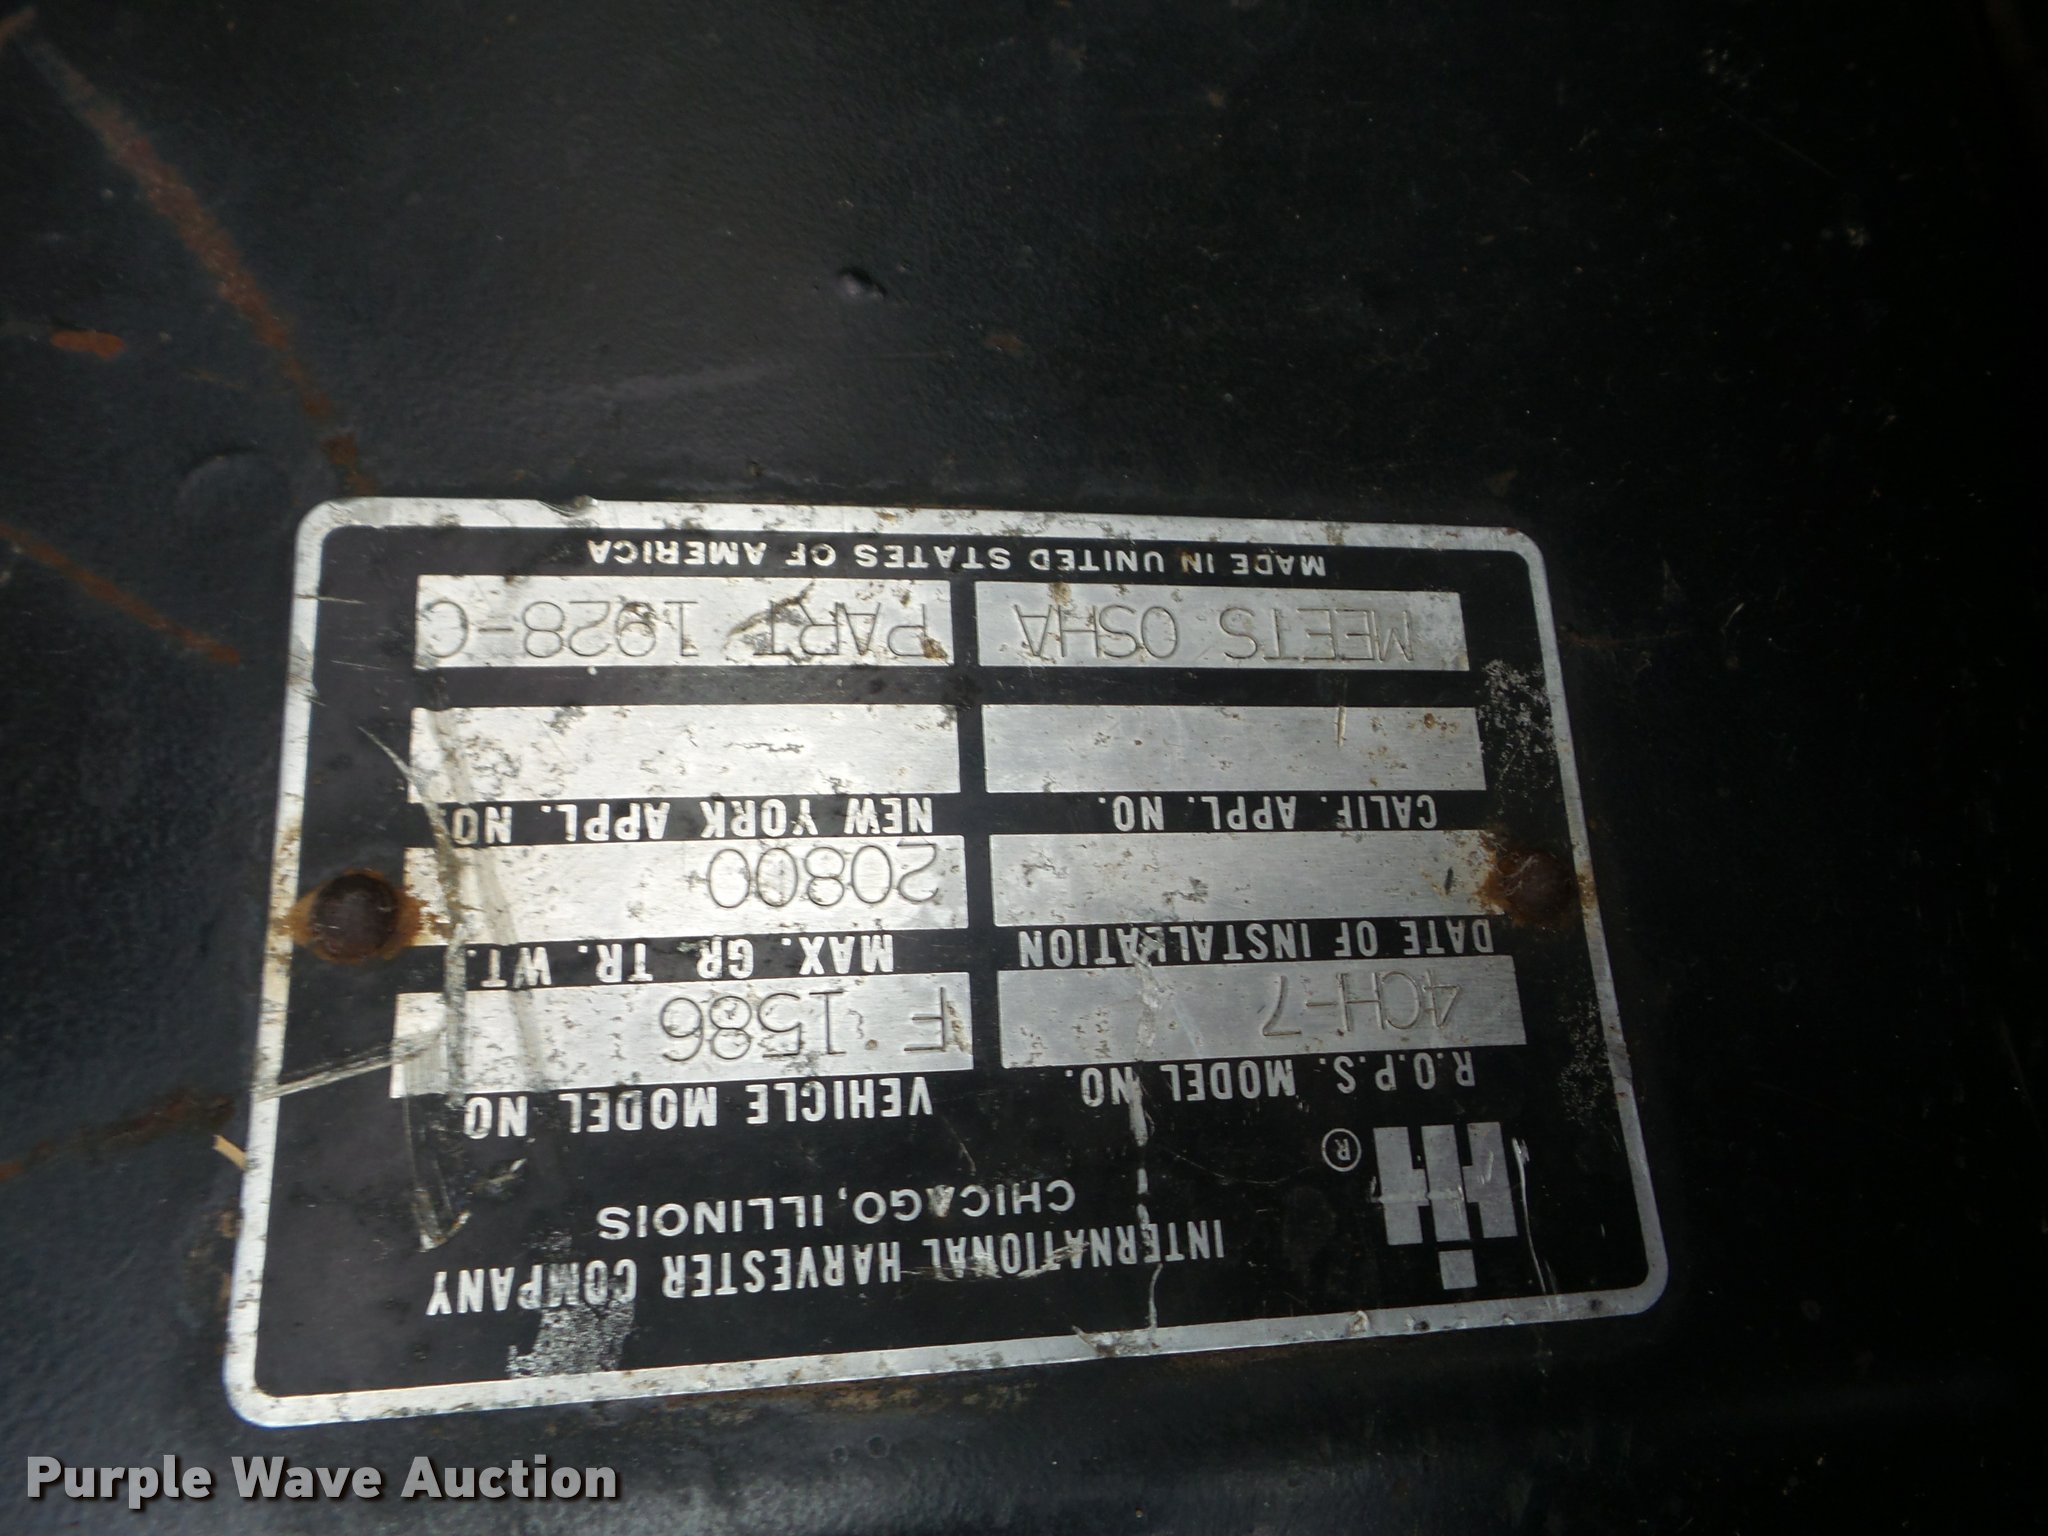 INTERNATIONAL HARVESTER COMPANY
CHICAGO, ILLINOIS
IH ®
R.O.P.S. MODEL NO. VEHICLE MODEL NO
4CH-7 F 1586
DATE OF INSTALLATION MAX. GR. TR. WT.
20800
CALIF. APPL. NO. NEW YORK APPL. NO.
MEETS OSHA PART 1928-C
MADE IN UNITED STATES OF AMERICA
Purple Wave Auction